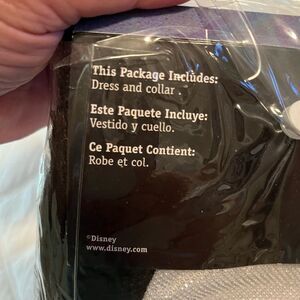 This Package Includes:
Dress and collar .
Este Paquete Incluye:
Vestido y cuello.
Ce Paquet Contient:
Robe et col.
©Disney
www.disney.com